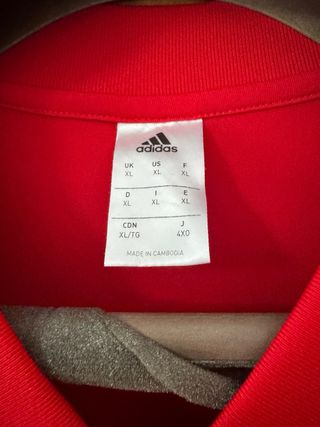 adidas
UK US F
XL XL XL
D I E
XL XL XL
CDN J
XL/TG 4XO
MADE IN CAMBODIA